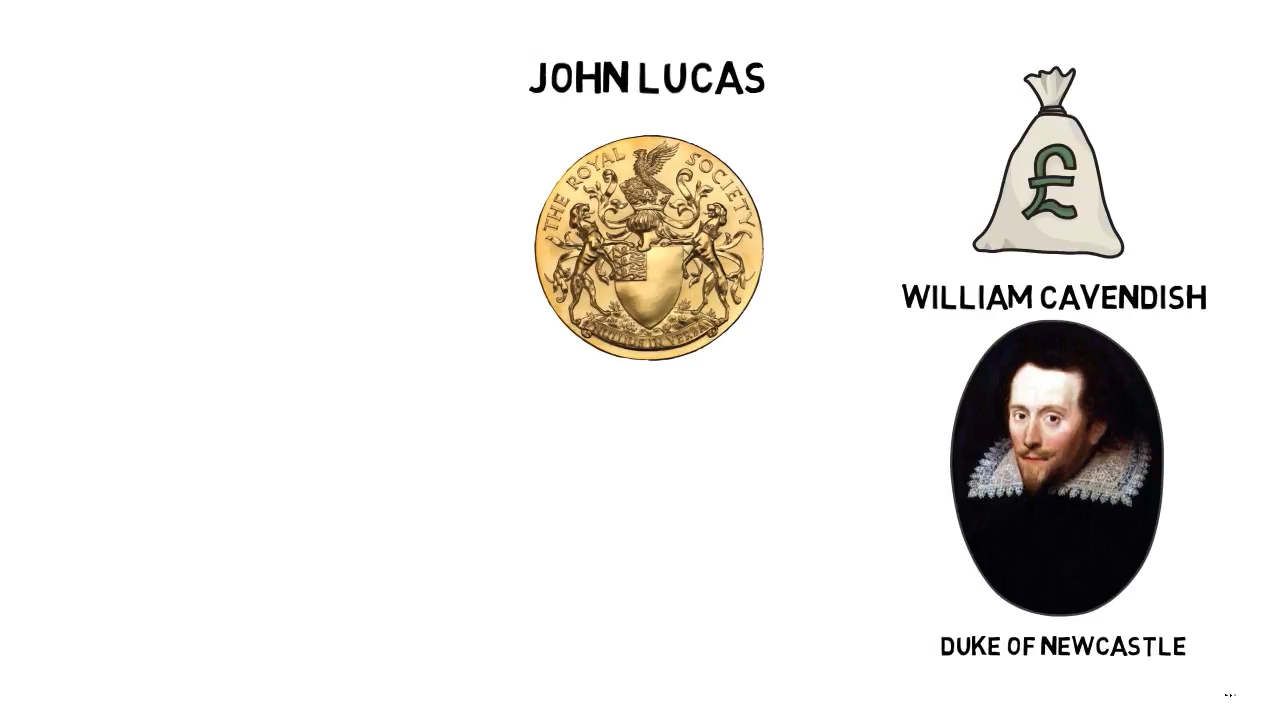 JOHN LUCAS
THE ROYAL SOCIETY
£
WILLIAM CAVENDISH
DUKE OF NEWCASTLE